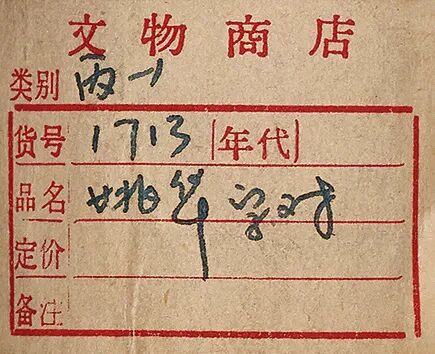 文物商店
类别 丙一
货号 1713 年代
品名 姚华 字对
定价
备注